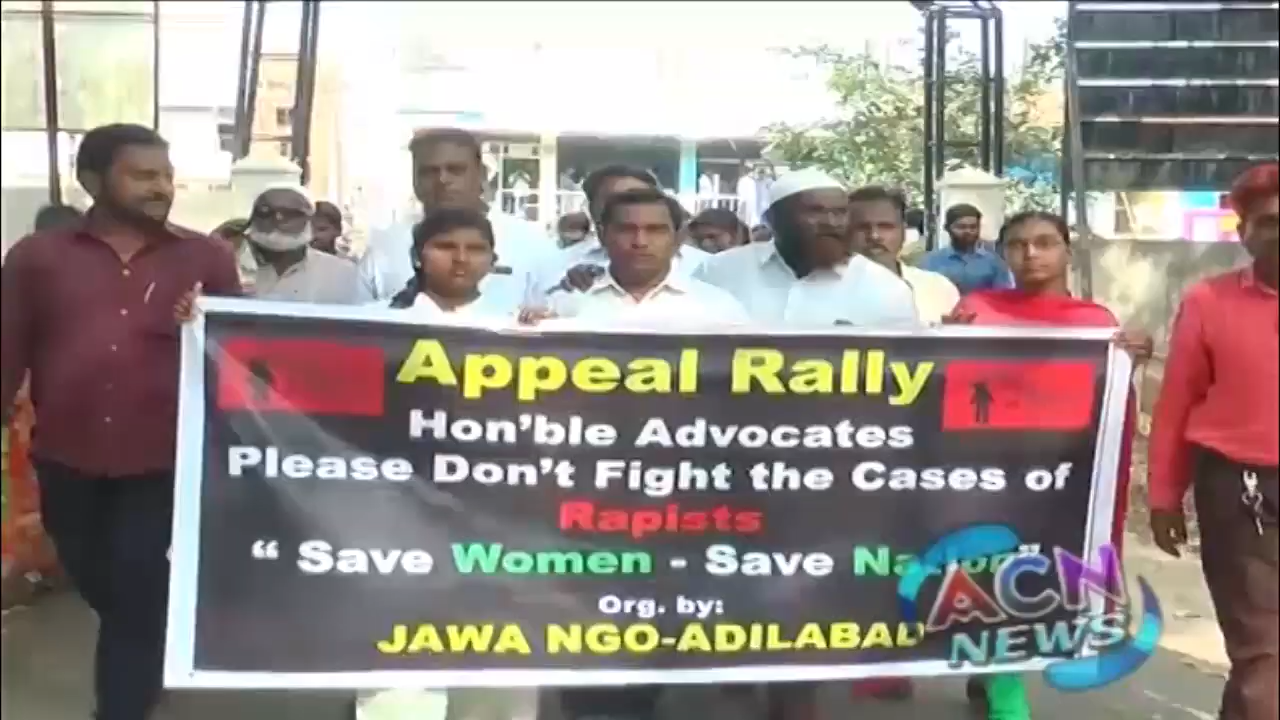 Appeal Rally
Hon'ble Advocates
Please Don't Fight the Cases of
Rapists
“ Save Women - Save Nation”
Org. by:
JAWA NGO-ADILABAD
ACN
NEWS